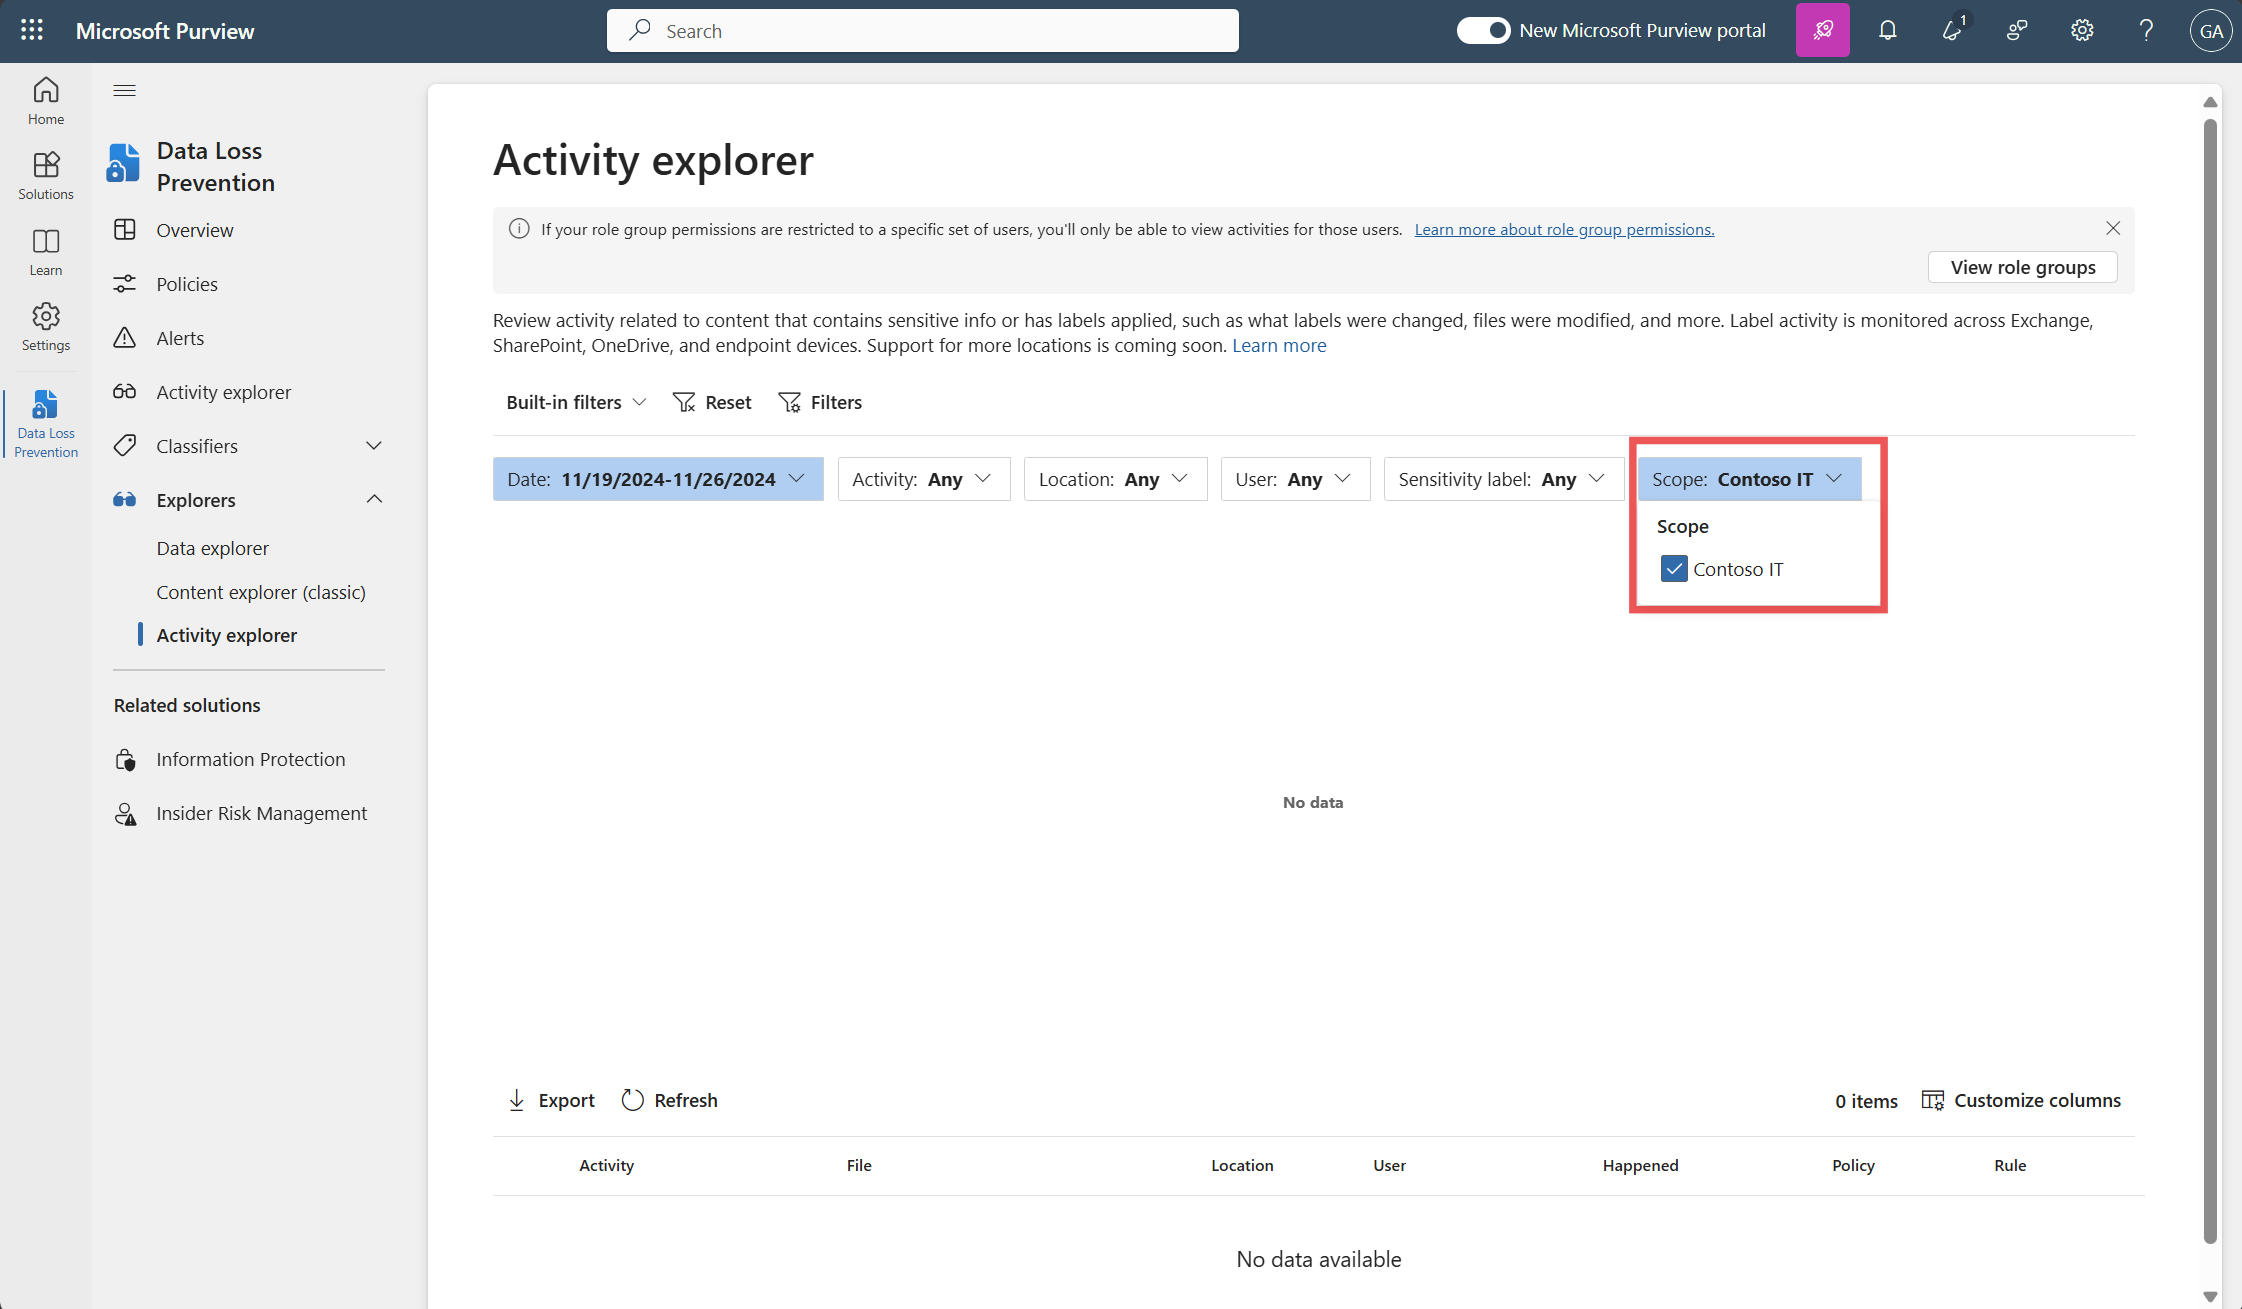 Microsoft Purview
Search
New Microsoft Purview portal
1
GA
Home
Solutions
Learn
Settings
Data Loss
Prevention
Data Loss
Prevention
Overview
Policies
Alerts
Activity explorer
Classifiers
Explorers
Data explorer
Content explorer (classic)
Activity explorer
Related solutions
Information Protection
Insider Risk Management
Activity explorer
If your role group permissions are restricted to a specific set of users, you'll only be able to view activities for those users. Learn more about role group permissions.
View role groups
Review activity related to content that contains sensitive info or has labels applied, such as what labels were changed, files were modified, and more. Label activity is monitored across Exchange,
SharePoint, OneDrive, and endpoint devices. Support for more locations is coming soon. Learn more
Built-in filters Reset Filters
Date: 11/19/2024-11/26/2024 Activity: Any Location: Any User: Any Sensitivity label: Any Scope: Contoso IT
Scope
Contoso IT
No data
Export Refresh 0 items Customize columns
Activity File Location User Happened Policy Rule
No data available